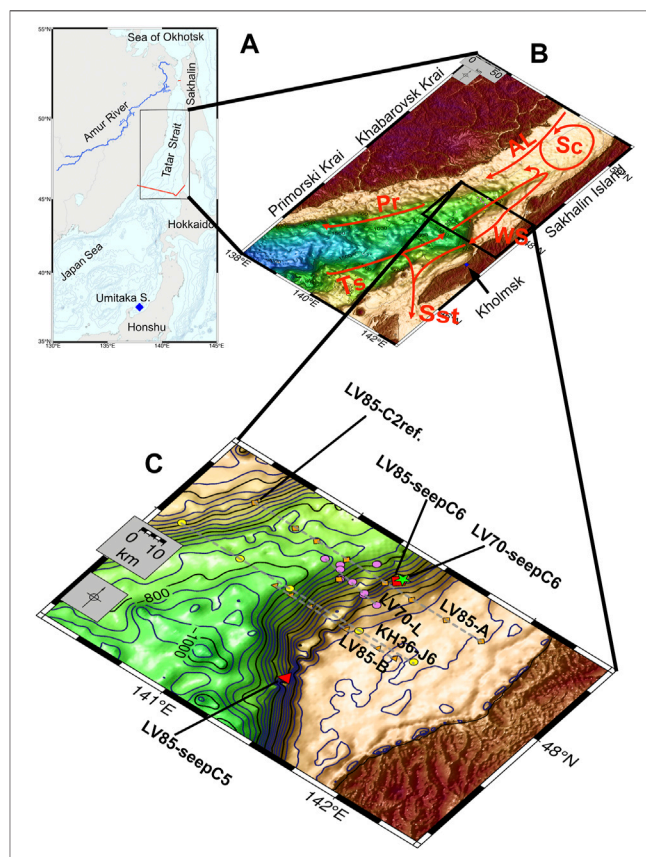 A
Sea of Okhotsk
Sakhalin
Amur River
Tatar Strait
Hokkaido
Japan Sea
Umitaka S.
Honshu
55°N
50°N
45°N
40°N
35°N
130°E
135°E
140°E
145°E
B
0
50
Khabarovsk Krai
Primorski Krai
AL
Sc
Pr
WS
Ts
Sst
Sakhalin Island
Kholmsk
138°E
140°E
142°E
C
LV85-C2ref.
LV85-seepC6
LV70-seepC6
0 10
km
800
1000
LV70-L
LV85-A
KH36-J6
LV85-B
LV85-seepC5
141°E
142°E
48°N